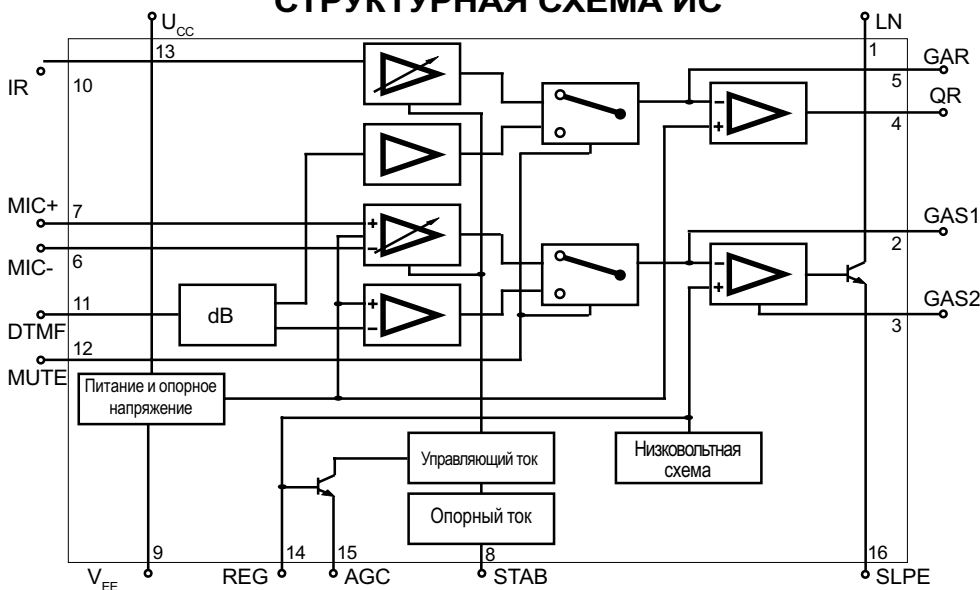 СТРУКТУРНАЯ СХЕМА ИС
UCC
LN
13
1
GAR
IR
10
5
QR
4
MIC+
7
GAS1
2
MIC-
6
11
dB
GAS2
DTMF
3
12
MUTE
Питание и опорное
напряжение
Управляющий ток
Низковольтная
схема
Опорный ток
9
14
15
8
16
VEE
REG
AGC
STAB
SLPE
+
−
+
−
−
+
−
+